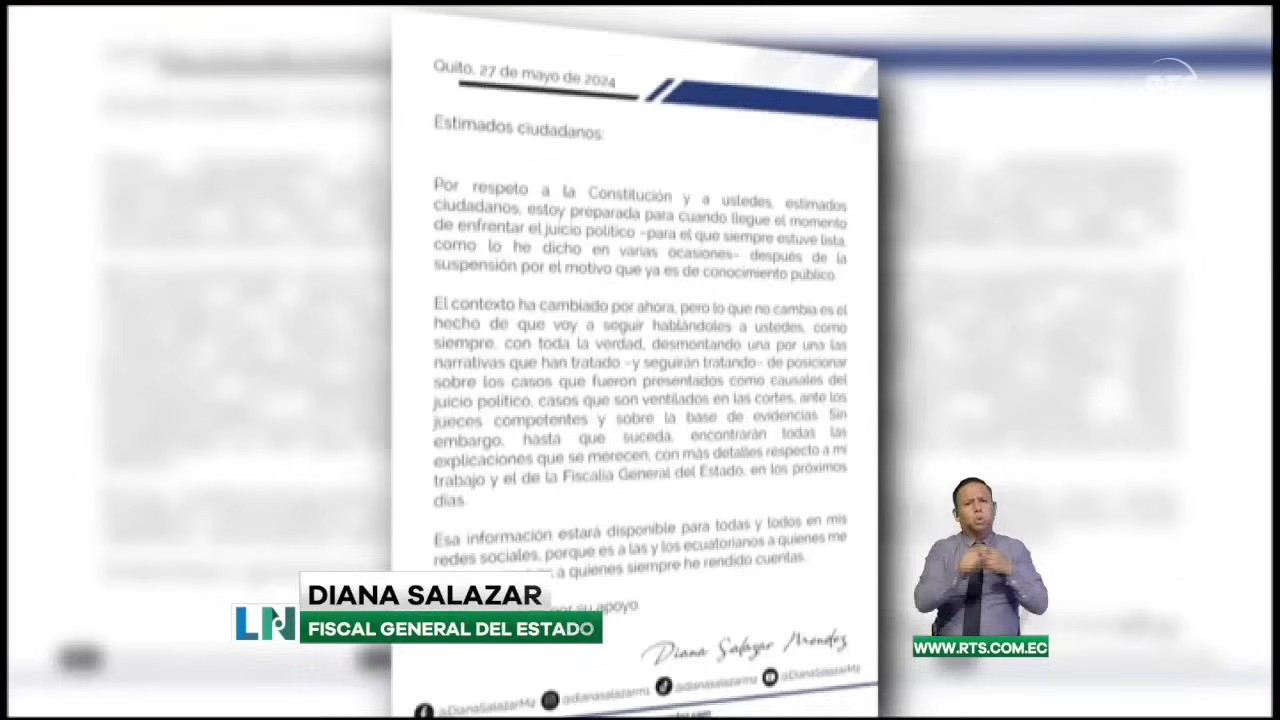 RTS
Quito, 27 de mayo de 2024
Estimados ciudadanos:
Por respeto a la Constitución y a ustedes, estimados
ciudadanos, estoy preparada para cuando llegue el momento
de enfrentar el juicio político -para el que siempre estuve lista,
como lo he dicho en varias ocasiones- después de la
suspensión por el motivo que ya es de conocimiento público.
El contexto ha cambiado por ahora, pero lo que no cambia es el
hecho de que voy a seguir hablándoles a ustedes, como
siempre, con toda la verdad, desmontando una por una las
narrativas que han tratado -y seguirán tratando- de posicionar
sobre los casos que fueron presentados como causales del
juicio político, casos que son ventilados en las cortes, ante los
jueces competentes y sobre la base de evidencias. Sin
embargo, hasta que suceda, encontrarán todas las
explicaciones que se merecen, con más detalles respecto a mi
trabajo y el de la Fiscalía General del Estado, en los próximos
días.
Esa información estará disponible para todas y todos en mis
redes sociales, porque es a las y los ecuatorianos a quienes me
a quienes siempre he rendido cuentas.
por su apoyo.
Diana Salazar Mendez
@DianaSalazarM2 @dianasalazarm2 @dianasalazarm2 @DianaSalazarM2
LN
DIANA SALAZAR
FISCAL GENERAL DEL ESTADO
WWW.RTS.COM.EC